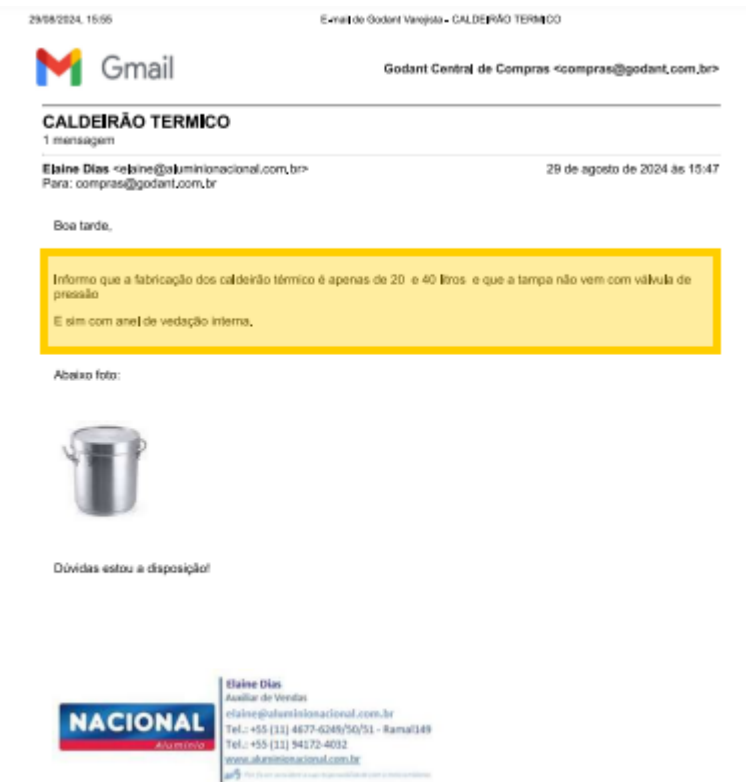 29/08/2024, 15:55 E-mail de Godant Varejista - CALDEIRÃO TERMICO
Gmail Godant Central de Compras <compras@godant.com.br>
CALDEIRÃO TERMICO
1 mensagem
Elaine Dias <elaine@aluminionacional.com.br> 29 de agosto de 2024 às 15:47
Para: compras@godant.com.br
Boa tarde,
Informo que a fabricação dos caldeirão térmico é apenas de 20 e 40 litros e que a tampa não vem com válvula de
pressão
E sim com anel de vedação interna.
Abaixo foto:
Dúvidas estou a disposição!
Elaine Dias
Auxiliar de Vendas
elaine@aluminionacional.com.br
NACIONAL
Alumínio
Tel.: +55 (11) 4677-6249/50/51 - Ramal149
Tel.: +55 (11) 94172-4032
www.aluminionacional.com.br